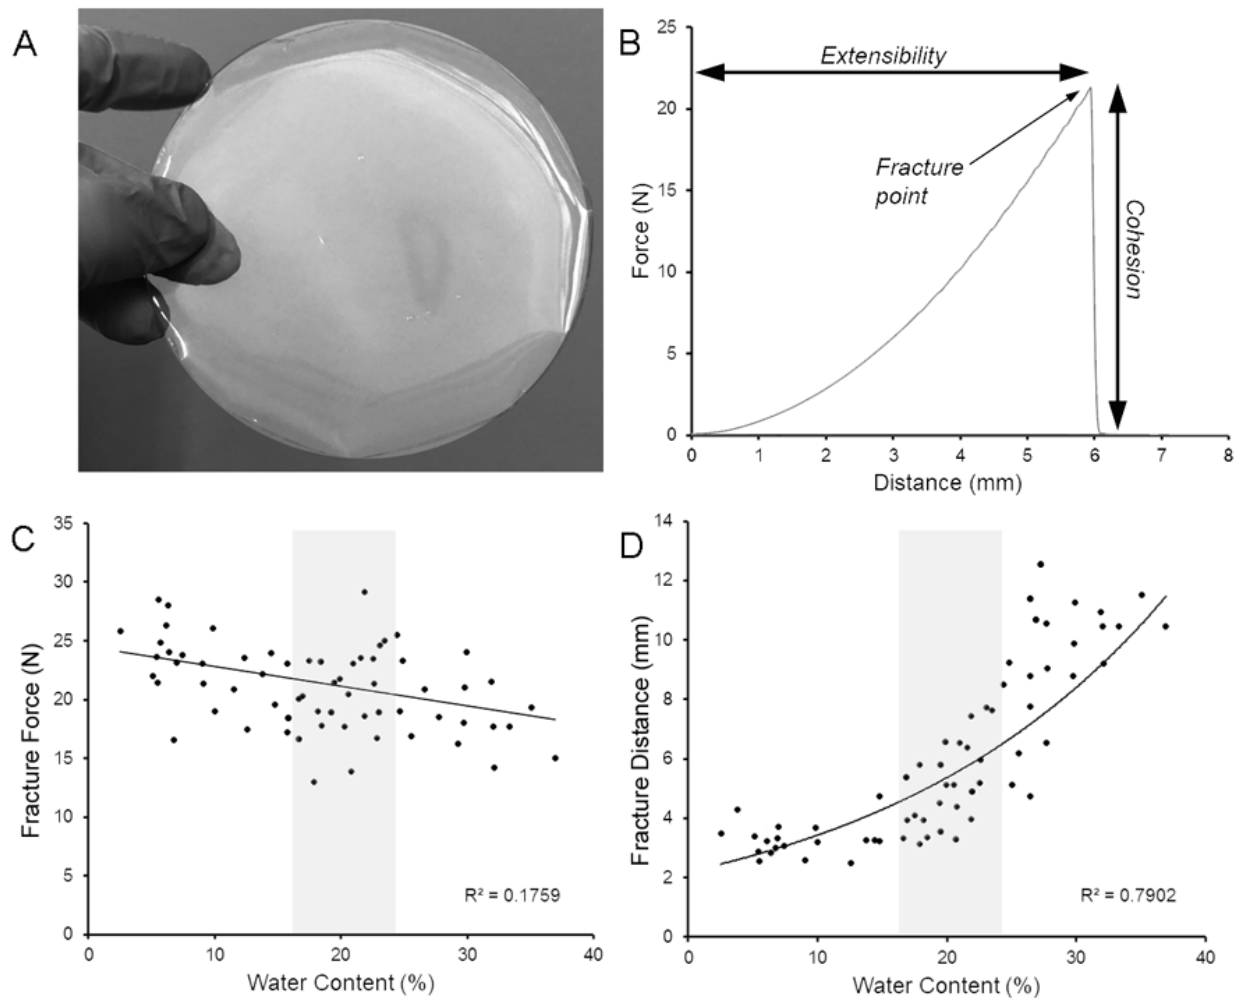 A
B
25
20
15
10
5
0
Force (N)
Extensibility
Fracture
point
Cohesion
0 1 2 3 4 5 6 7 8
Distance (mm)
C
35
30
25
20
15
10
5
0
Fracture Force (N)
R² = 0.1759
0 10 20 30 40
Water Content (%)
D
14
12
10
8
6
4
2
0
Fracture Distance (mm)
R² = 0.7902
0 10 20 30 40
Water Content (%)